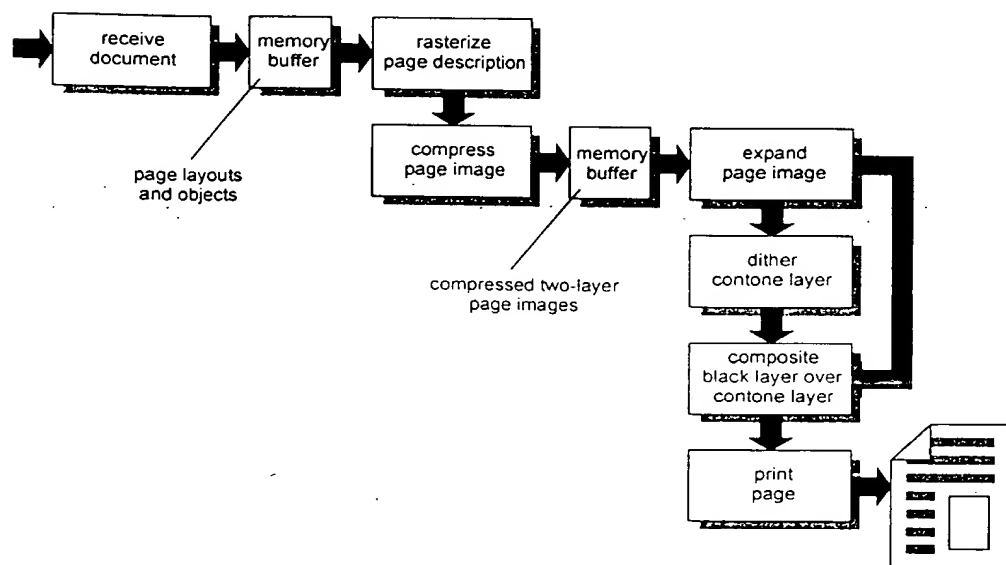 receive
document
memory
buffer
rasterize
page description
page layouts
and objects
compress
page image
memory
buffer
expand
page image
compressed two-layer
page images
dither
contone layer
composite
black layer over
contone layer
print
page